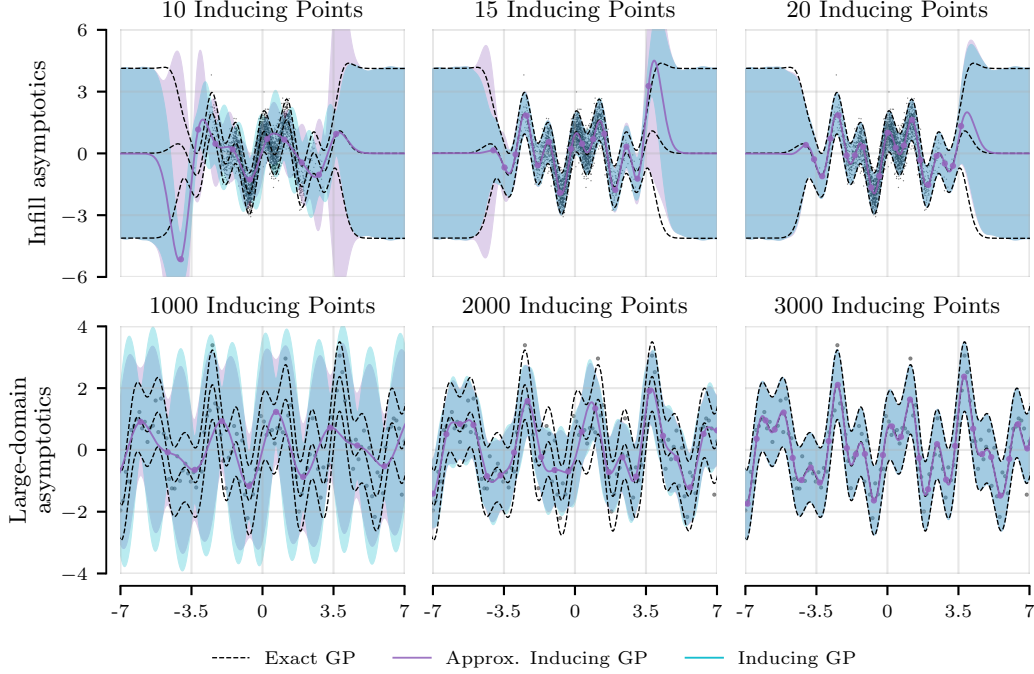 10 Inducing Points
15 Inducing Points
20 Inducing Points
Infill asymptotics
6
3
0
−3
−6
1000 Inducing Points
2000 Inducing Points
3000 Inducing Points
Large-domain
asymptotics
4
2
0
−2
−4
-7 -3.5 0 3.5 7
-7 -3.5 0 3.5 7
-7 -3.5 0 3.5 7
Exact GP
Approx. Inducing GP
Inducing GP